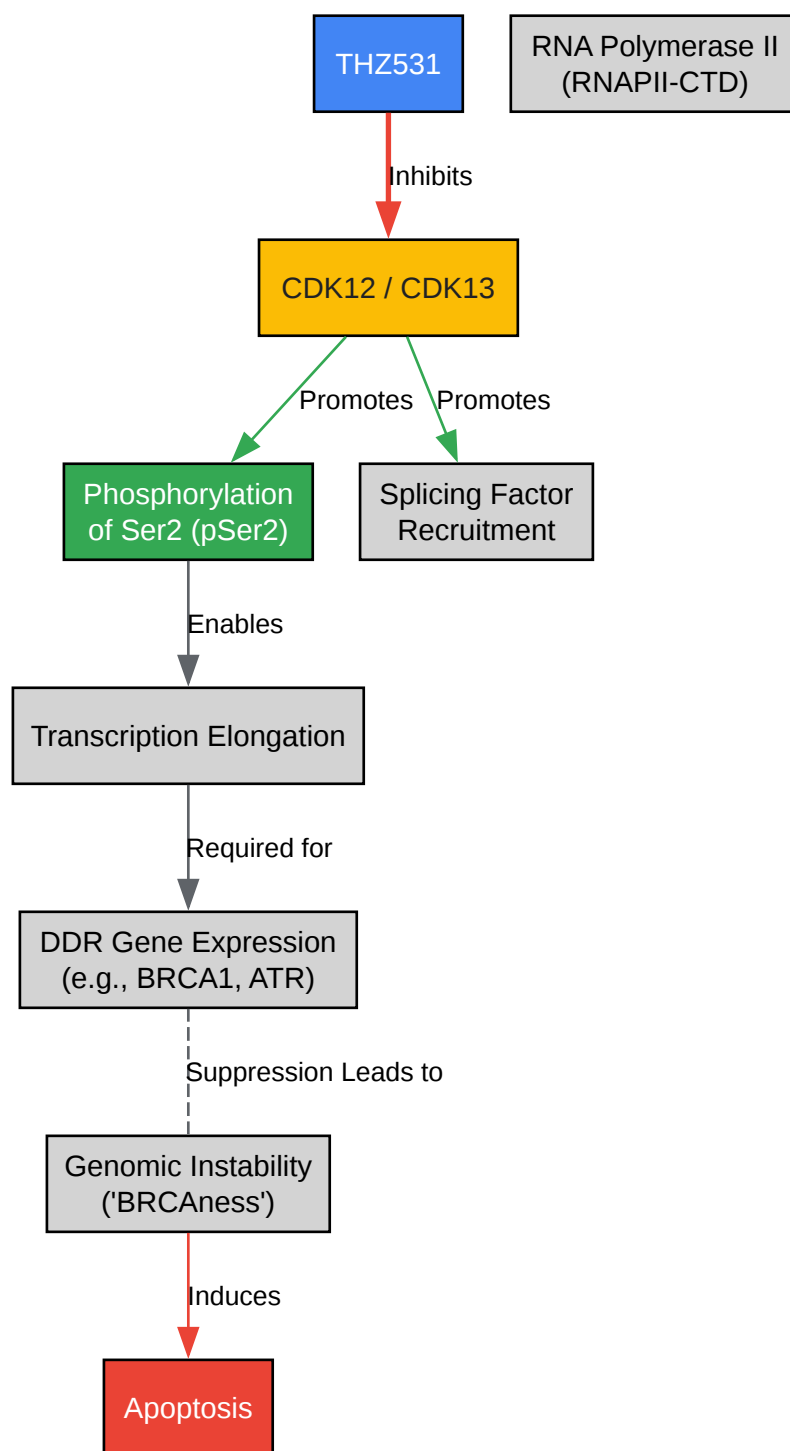 THZ531
RNA Polymerase II
(RNAPII-CTD)
Inhibits
CDK12 / CDK13
Promotes
Promotes
Phosphorylation
of Ser2 (pSer2)
Splicing Factor
Recruitment
Enables
Transcription Elongation
Required for
DDR Gene Expression
(e.g., BRCA1, ATR)
Suppression Leads to
Genomic Instability
('BRCAness')
Induces
Apoptosis